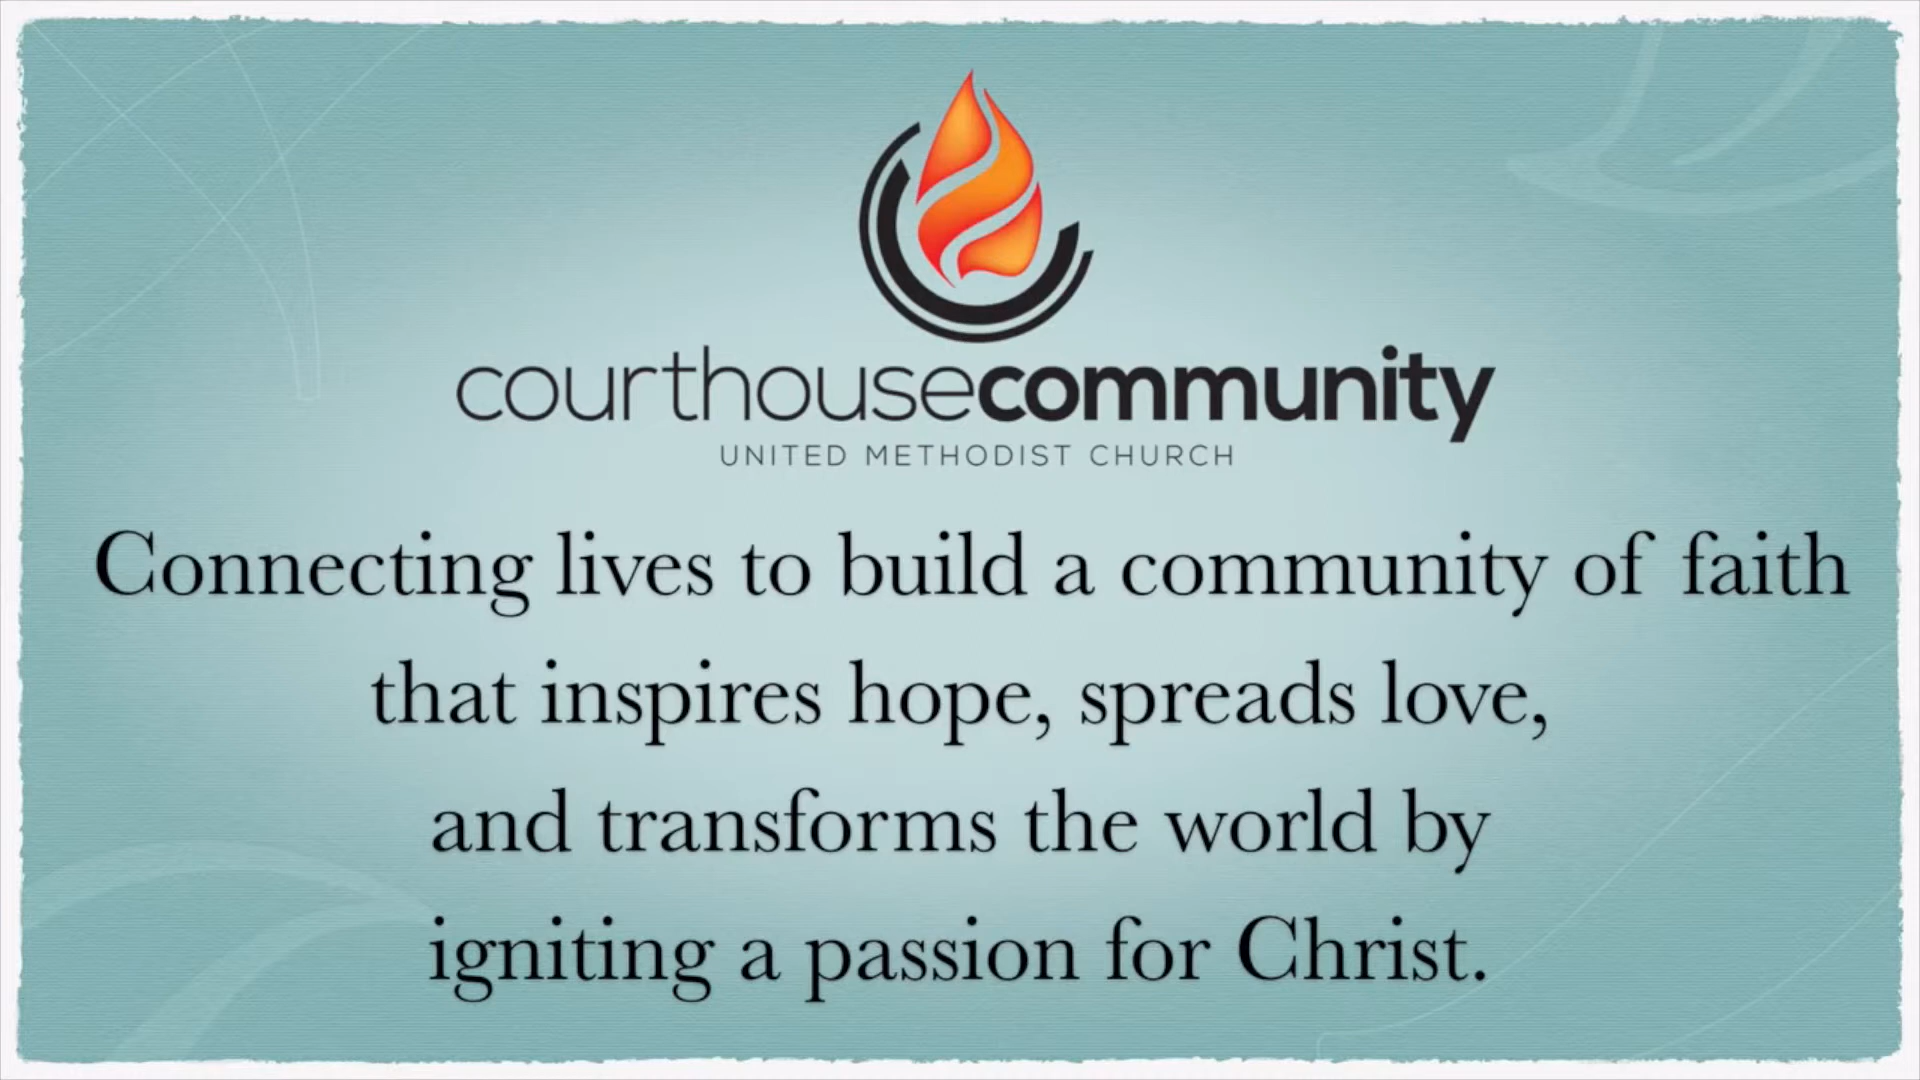 courthousecommunity
UNITED METHODIST CHURCH
Connecting lives to build a community of faith
that inspires hope, spreads love,
and transforms the world by
igniting a passion for Christ.